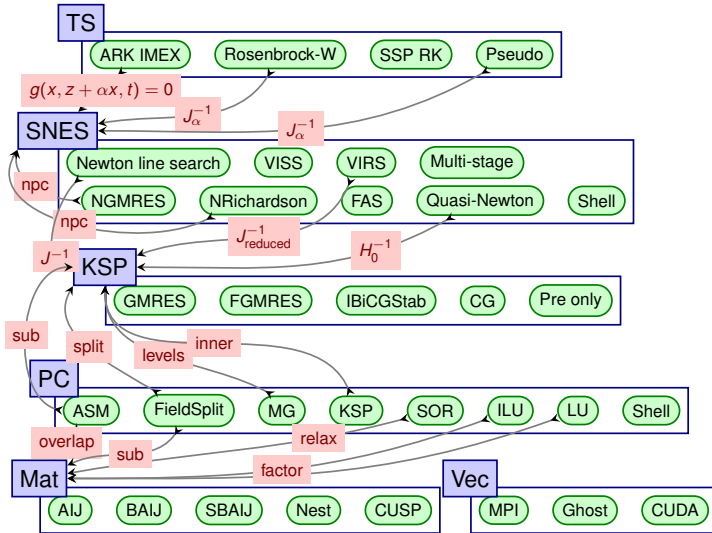 TS
ARK IMEX Rosenbrock-W SSP RK Pseudo
g(x, z + αx, t) = 0
J_α^{-1}
J_α^{-1}
SNES
Newton line search VISS VIRS Multi-stage
npc
NGMRES NRichardson FAS Quasi-Newton Shell
npc
J^{-1} J_{reduced}^{-1} H_0^{-1}
KSP
GMRES FGMRES IBiCGStab CG Pre only
sub split levels inner
PC
ASM FieldSplit MG KSP SOR ILU LU Shell
overlap sub relax factor
Mat Vec
AIJ BAIJ SBAIJ Nest CUSP MPI Ghost CUDA